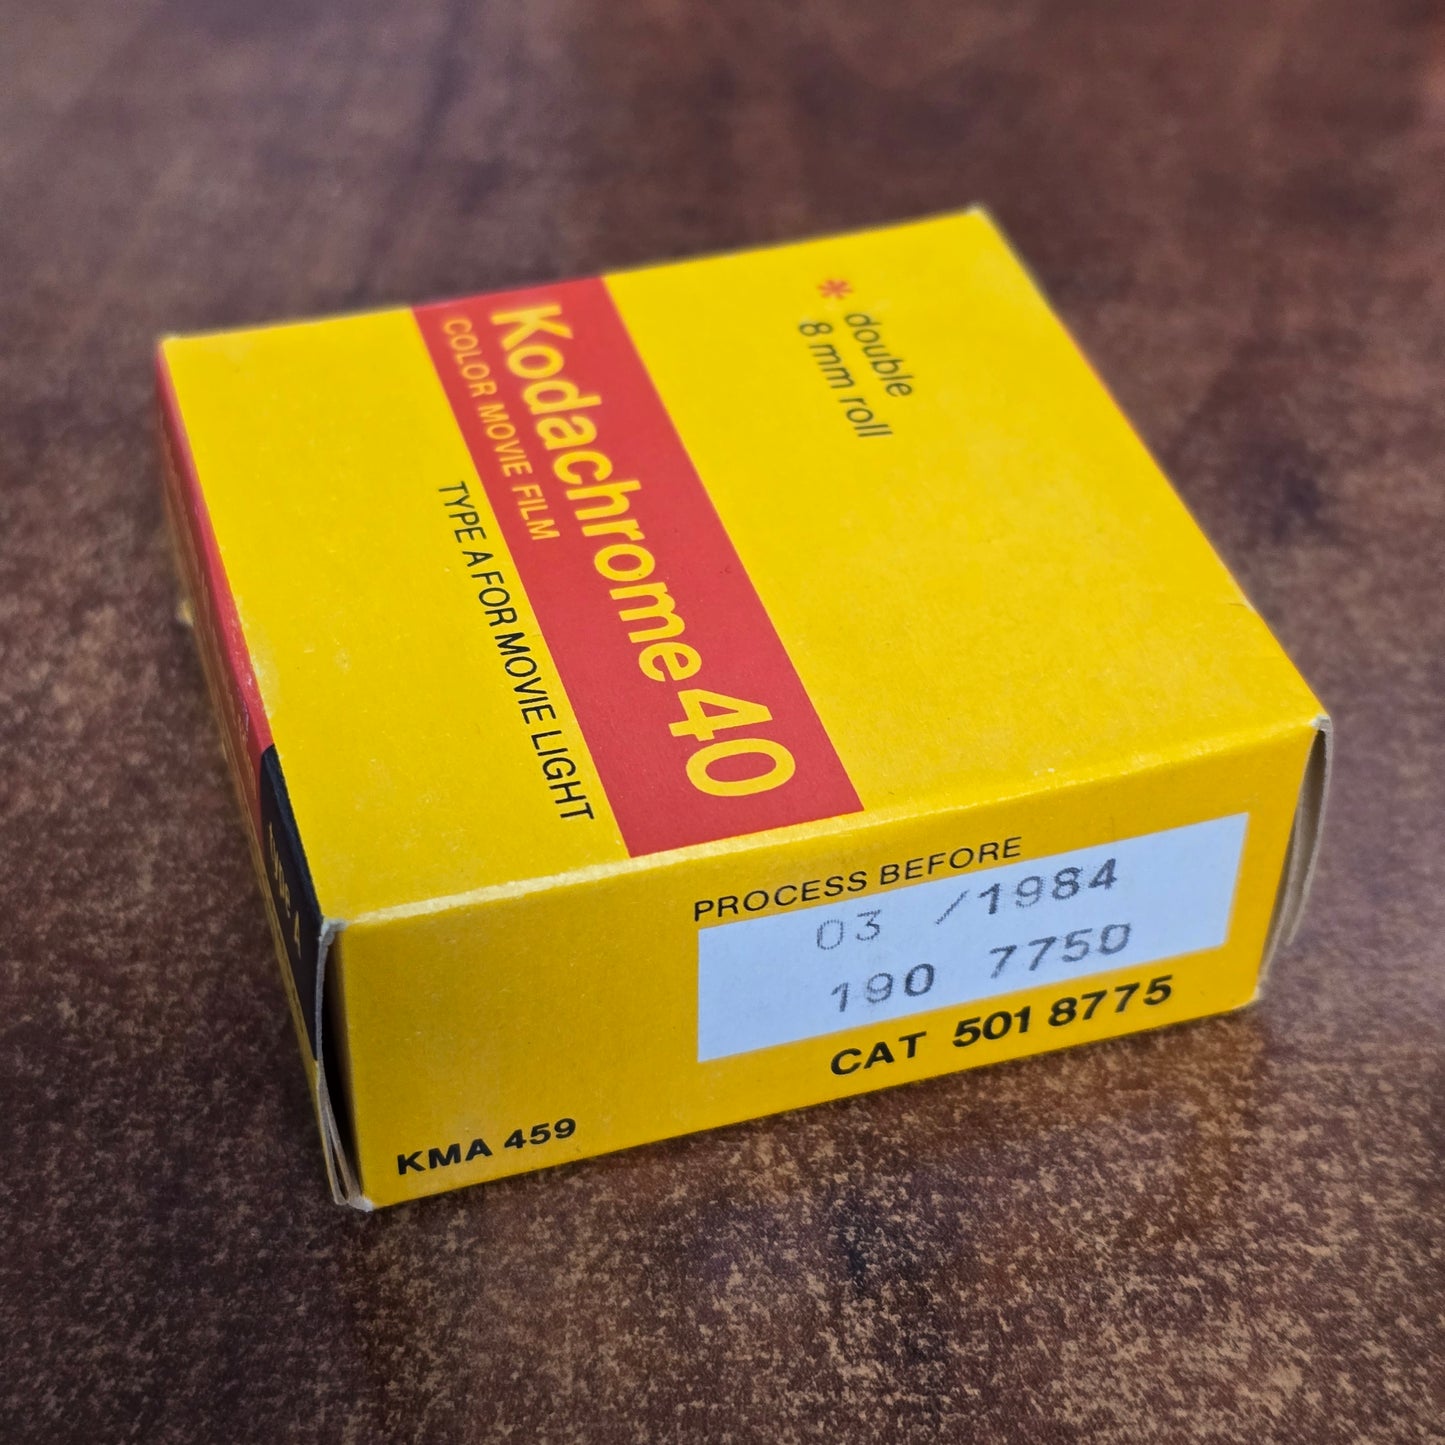 * double
8 mm roll
Kodachrome 40
COLOR MOVIE FILM
TYPE A FOR MOVIE LIGHT
PROCESS BEFORE
03 /1984
190 7750
CAT 501 8775
KMA 459
Type A